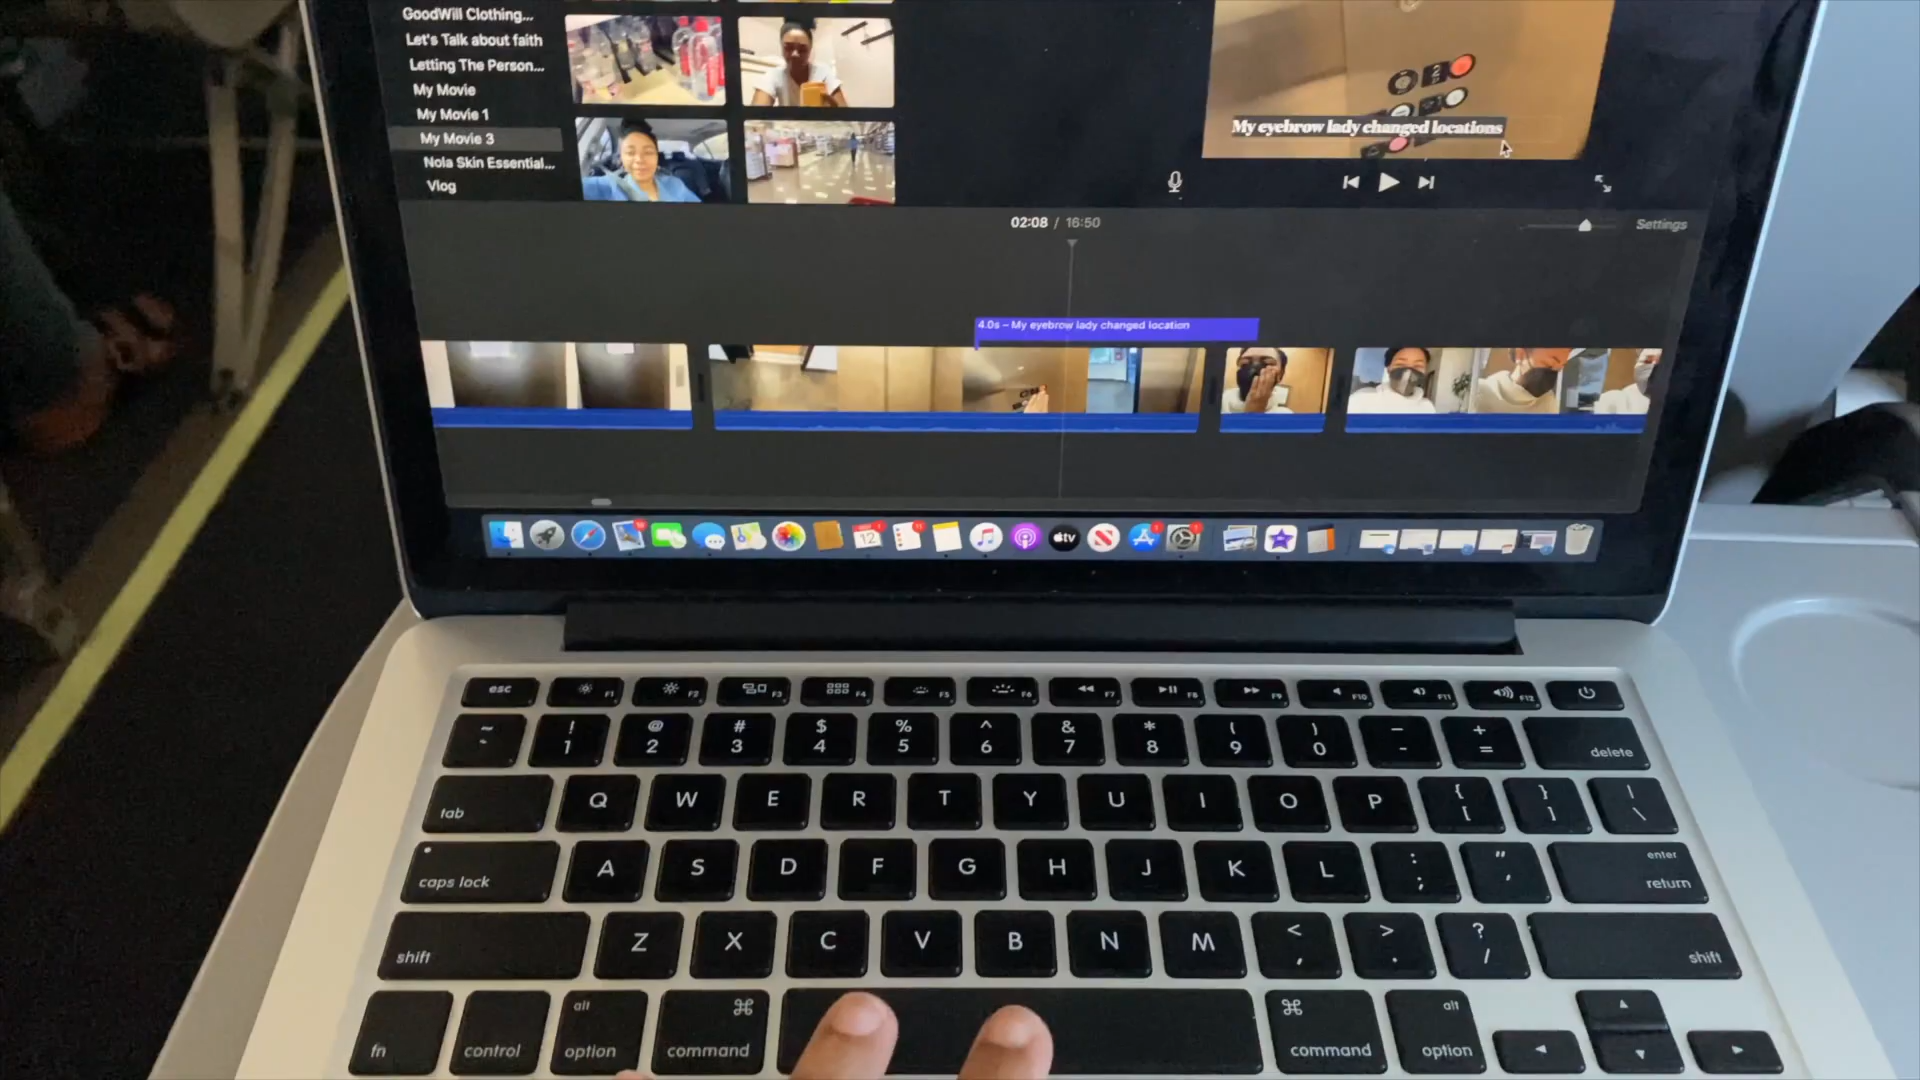 GoodWill Clothing...
Let's Talk about faith
Letting The Person...
My Movie
My Movie 1
My Movie 3
Nola Skin Essential...
Vlog
My eyebrow lady changed locations
02:08 / 16:50
Settings
4.0s – My eyebrow lady changed location
12
tv
esc F1 F2 F3 F4 F5 F6 F7 F8 F9 F10 F11 F12
~ ! @ # $ % ^ & * ( ) – +
` 1 2 3 4 5 6 7 8 9 0 - = delete
tab Q W E R T Y U I O P { [ } ] | \
caps lock A S D F G H J K L : ; " ' enter return
shift Z X C V B N M < , > . ? / shift
fn control alt option ⌘ command ⌘ command alt option